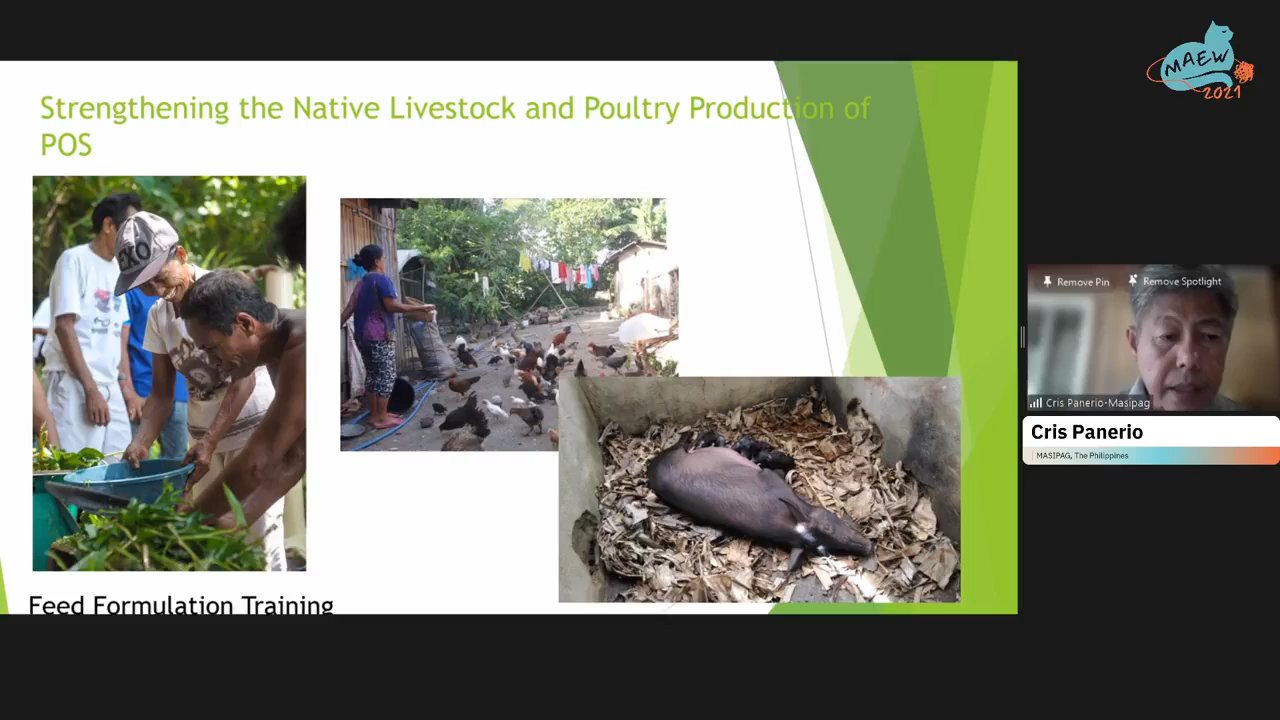 MAEW
2021
Strengthening the Native Livestock and Poultry Production of
POS
EXO
Remove Pin
Remove Spotlight
Cris Panerio-Masipag
Cris Panerio
MASIPAG, The Philippines
Feed Formulation Training